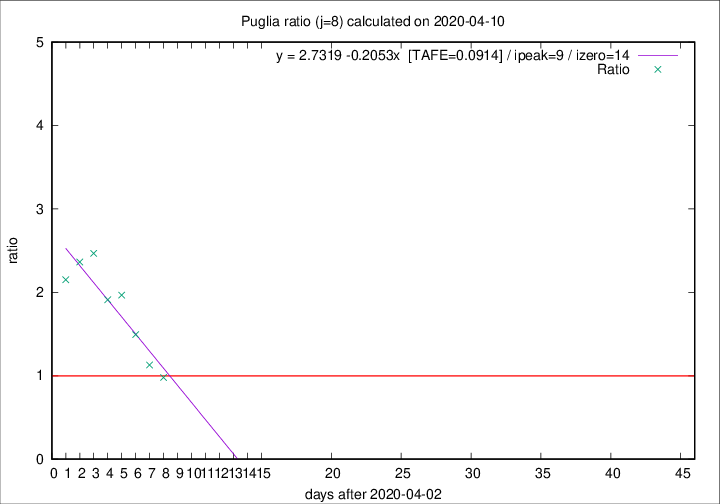 Puglia ratio (j=8) calculated on 2020-04-10
y = 2.7319 -0.2053x [TAFE=0.0914] / ipeak=9 / izero=14
Ratio
5
4
3
2
1
0
ratio
0 1 2 3 4 5 6 7 8 9 10 11 12 13 14 15 20 25 30 35 40 45
days after 2020-04-02